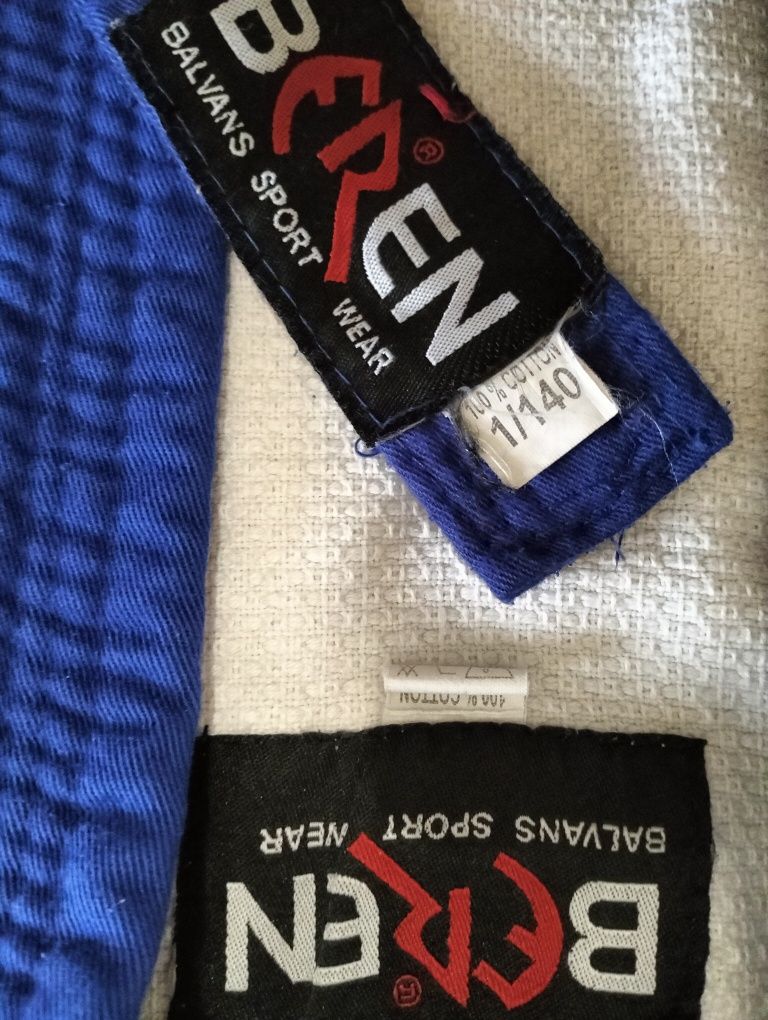 BEREN®
BALVANS SPORT WEAR
100% COTTON
1/140
100% COTTON
BALVANS SPORT WEAR
BEREN®